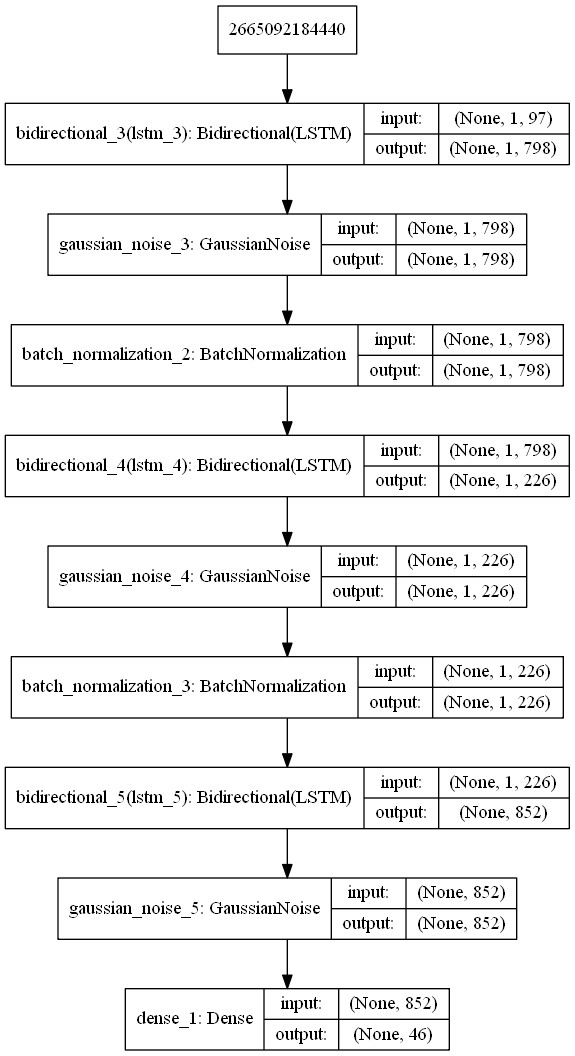 2665092184440
bidirectional_3(lstm_3): Bidirectional(LSTM)
input: (None, 1, 97)
output: (None, 1, 798)
gaussian_noise_3: GaussianNoise
input: (None, 1, 798)
output: (None, 1, 798)
batch_normalization_2: BatchNormalization
input: (None, 1, 798)
output: (None, 1, 798)
bidirectional_4(lstm_4): Bidirectional(LSTM)
input: (None, 1, 798)
output: (None, 1, 226)
gaussian_noise_4: GaussianNoise
input: (None, 1, 226)
output: (None, 1, 226)
batch_normalization_3: BatchNormalization
input: (None, 1, 226)
output: (None, 1, 226)
bidirectional_5(lstm_5): Bidirectional(LSTM)
input: (None, 1, 226)
output: (None, 852)
gaussian_noise_5: GaussianNoise
input: (None, 852)
output: (None, 852)
dense_1: Dense
input: (None, 852)
output: (None, 46)